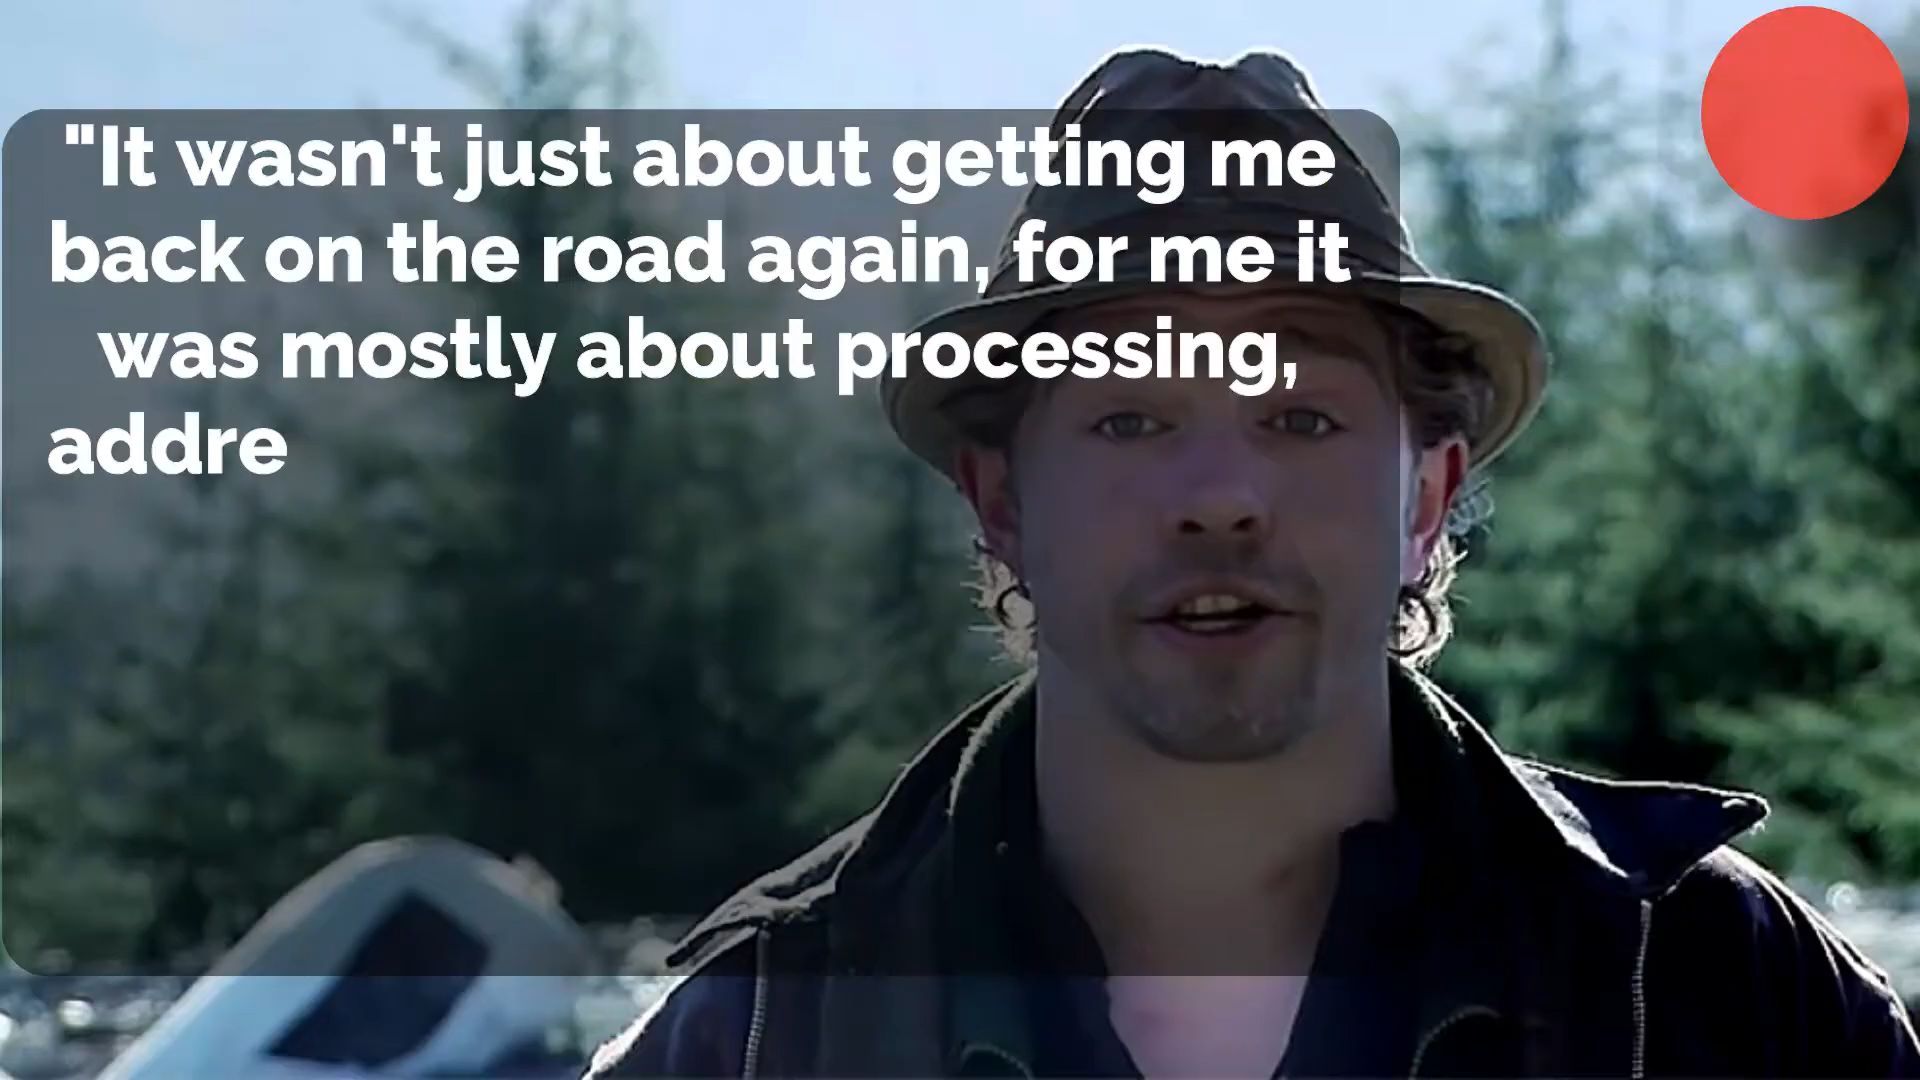 "It wasn't just about getting me
back on the road again, for me it
was mostly about processing,
addre